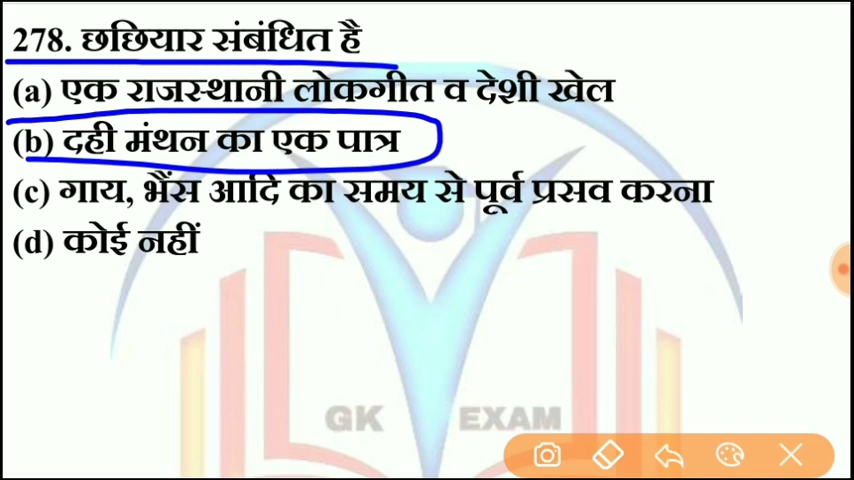 278. छछियार संबंधित है
(a) एक राजस्थानी लोकगीत व देशी खेल
(b) दही मंथन का एक पात्र
(c) गाय, भैंस आदि का समय से पूर्व प्रसव करना
(d) कोई नहीं
GK EXAM